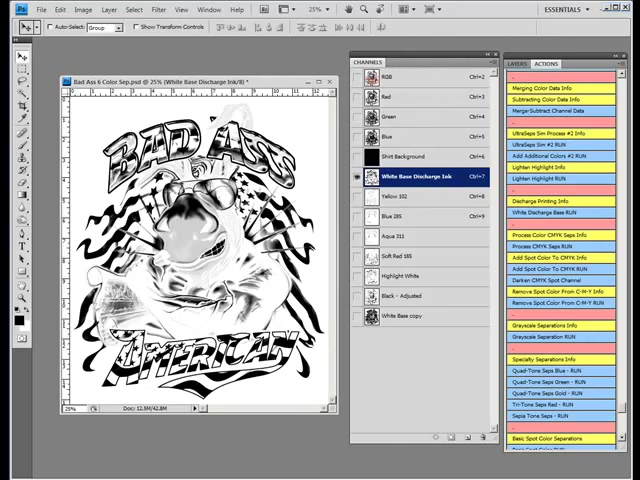 Ps File Edit Image Layer Select Filter View Window Help 25% ESSENTIALS
Auto-Select: Group Show Transform Controls
Bad Ass 6 Color Sep.psd @ 25% (White Base Discharge Ink/8) *
BAD ASS
AMERICAN
25% Doc: 12.5M/42.8M
CHANNELS
RGB Ctrl+2
Red Ctrl+3
Green Ctrl+4
Blue Ctrl+5
Shirt Background Ctrl+6
White Base Discharge Ink Ctrl+7
Yellow 102 Ctrl+8
Blue 285 Ctrl+9
Aqua 311
Soft Red 185
Highlight White
Black - Adjusted
White Base copy
LAYERS ACTIONS
Merging Color Data Info
Subtracting Color Data Info
Merge-Subtract Channel Data
UltraSeps Sim Process #2 Info
UltraSeps Sim #2 RUN
Add Additional Colors #2 RUN
Lighten Highlight Info
Lighten Highlight RUN
Discharge Printing Info
White Discharge Base RUN
Process Color CMYK Seps Info
Process CMYK Seps RUN
Add Spot Color To CMYK Info
Add Spot Color To CMYK RUN
Darken CMYK Spot Channel
Remove Spot Color From C-M-Y Info
Remove Spot Color From C-M-Y RUN
Grayscale Separations Info
Grayscale Separations RUN
Specialty Separations Info
Quad-Tone Seps Blue - RUN
Quad-Tone Seps Green - RUN
Quad-Tone Seps Gold - RUN
Tri-Tone Seps Red - RUN
Sepia Tone Seps - RUN
Basic Spot Color Separations